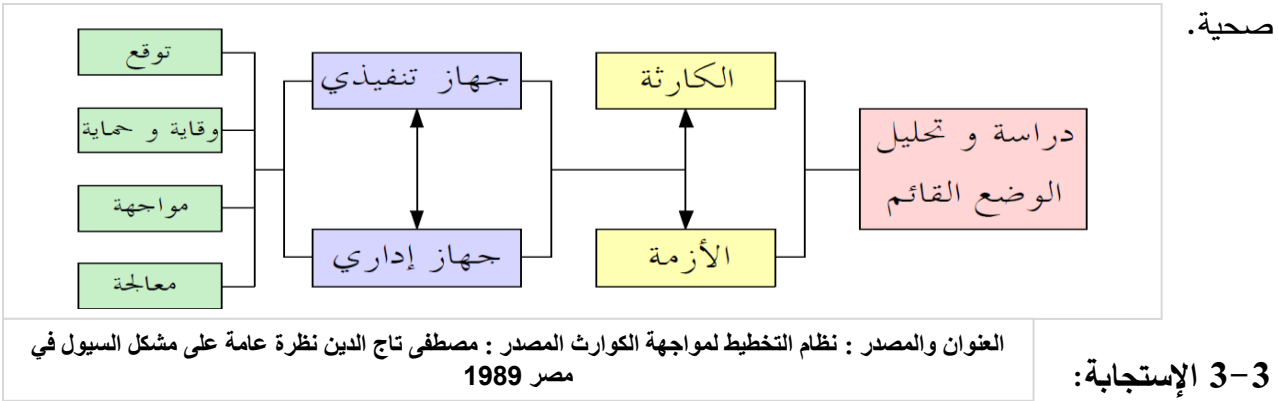 صحية.
دراسة و تحليل
الوضع القائم
الكارثة
الأزمة
جهاز تنفيذي
جهاز إداري
توقع
وقاية و حماية
مواجهة
معالجة
العنوان والمصدر : نظام التخطيط لمواجهة الكوارث المصدر : مصطفى تاج الدين نظرة عامة على مشكل السيول في
مصر 1989
3-3 الإستجابة: